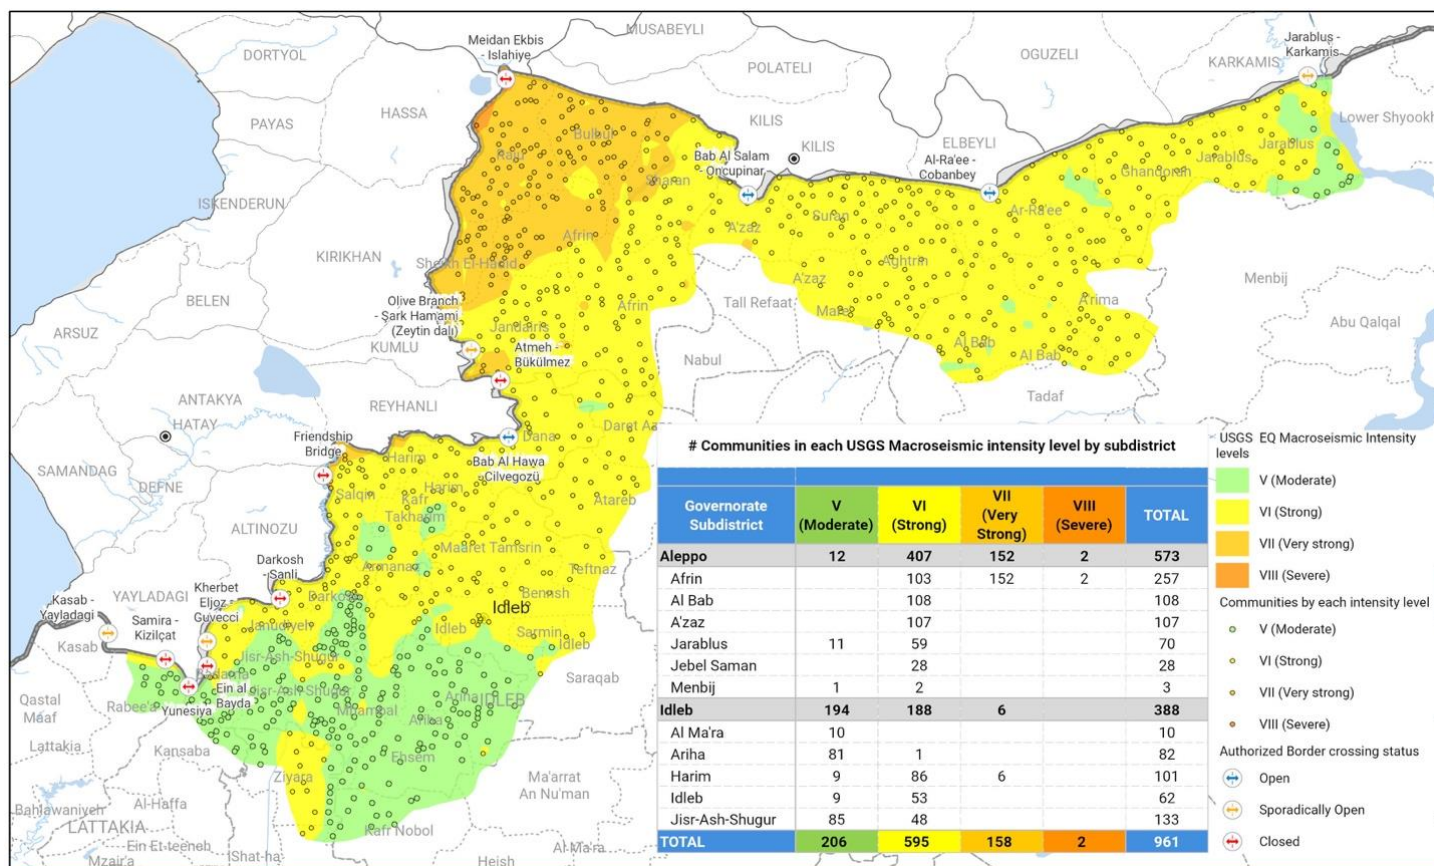 MUSABEYLI
Meidan Ekbis
- Islahiye
DORTYOL
OGUZELI
Jarablus -
Karkamis
KARKAMIS
POLATELI
HASSA
PAYAS
KILIS
Lower Shyookh
Bulbul
KILIS
ELBEYLI
Raju
Bab Al Salam
- Oncupinar
Al-Ra'ee -
Cobanbey
Jarablus
Jarablus
Ghandorah
Sharan
ISKENDERUN
Suran
Ar-Ra'ee
A'zaz
Afrin
KIRIKHAN
Sheikh El-Hadid
Aghtrin
A'zaz
Menbij
BELEN
Olive Branch
- Şark Hamami
(Zeytin dalı)
Afrin
Tall Refaat
Mare'
A'rima
Jandairis
ARSUZ
KUMLU
Atmeh -
Bükülmez
Nabul
Al Bab
Al Bab
Abu Qalqal
Tadaf
ANTAKYA
REYHANLI
HATAY
Daret Azza
Friendship
Bridge
Dana
Bab Al Hawa
- Cilvegozü
Harim
SAMANDAG
DEFNE
Salqin
Harim
Kafr
Takharim
Atareb
ALTINOZU
Maaret Tamsrin
Armanaz
Teftnaz
Darkosh
- Sanli
Darkosh
Benash
Idleb
Kherbet
Eljoz -
Guvecci
YAYLADAGI
Kasab -
Yayladagi
Samira -
Kizilçat
Janudiyeh
Idleb
Sarmin
Idleb
Kasab
Jisr-Ash-Shugur
Badama
Ein al
Bayda
Jisr-Ash-Shugur
Saraqab
Qastal
Maaf
Rabee'a
Yunesiya
Mhambal
Ariha
Ariha
IDLEB
Lattakia
Kansaba
Ehsem
Ziyara
Ma'arrat
An Nu'man
Bahlawaniyeh
Al-Haffa
LATTAKIA
Kafr Nobol
Ein Et-teeneh
Mzair'a
Shat-ha
Heish
Al Ma'ra
# Communities in each USGS Macroseismic intensity level by subdistrict
Governorate Subdistrict V (Moderate) VI (Strong) VII (Very Strong) VIII (Severe) TOTAL
Aleppo 12 407 152 2 573
Afrin 103 152 2 257
Al Bab 108 108
A'zaz 107 107
Jarablus 11 59 70
Jebel Saman 28 28
Menbij 1 2 3
Idleb 194 188 6 388
Al Ma'ra 10 10
Ariha 81 1 82
Harim 9 86 6 101
Idleb 9 53 62
Jisr-Ash-Shugur 85 48 133
TOTAL 206 595 158 2 961
USGS EQ Macroseismic Intensity
levels
V (Moderate)
VI (Strong)
VII (Very strong)
VIII (Severe)
Communities by each intensity level
V (Moderate)
VI (Strong)
VII (Very strong)
VIII (Severe)
Authorized Border crossing status
Open
Sporadically Open
Closed